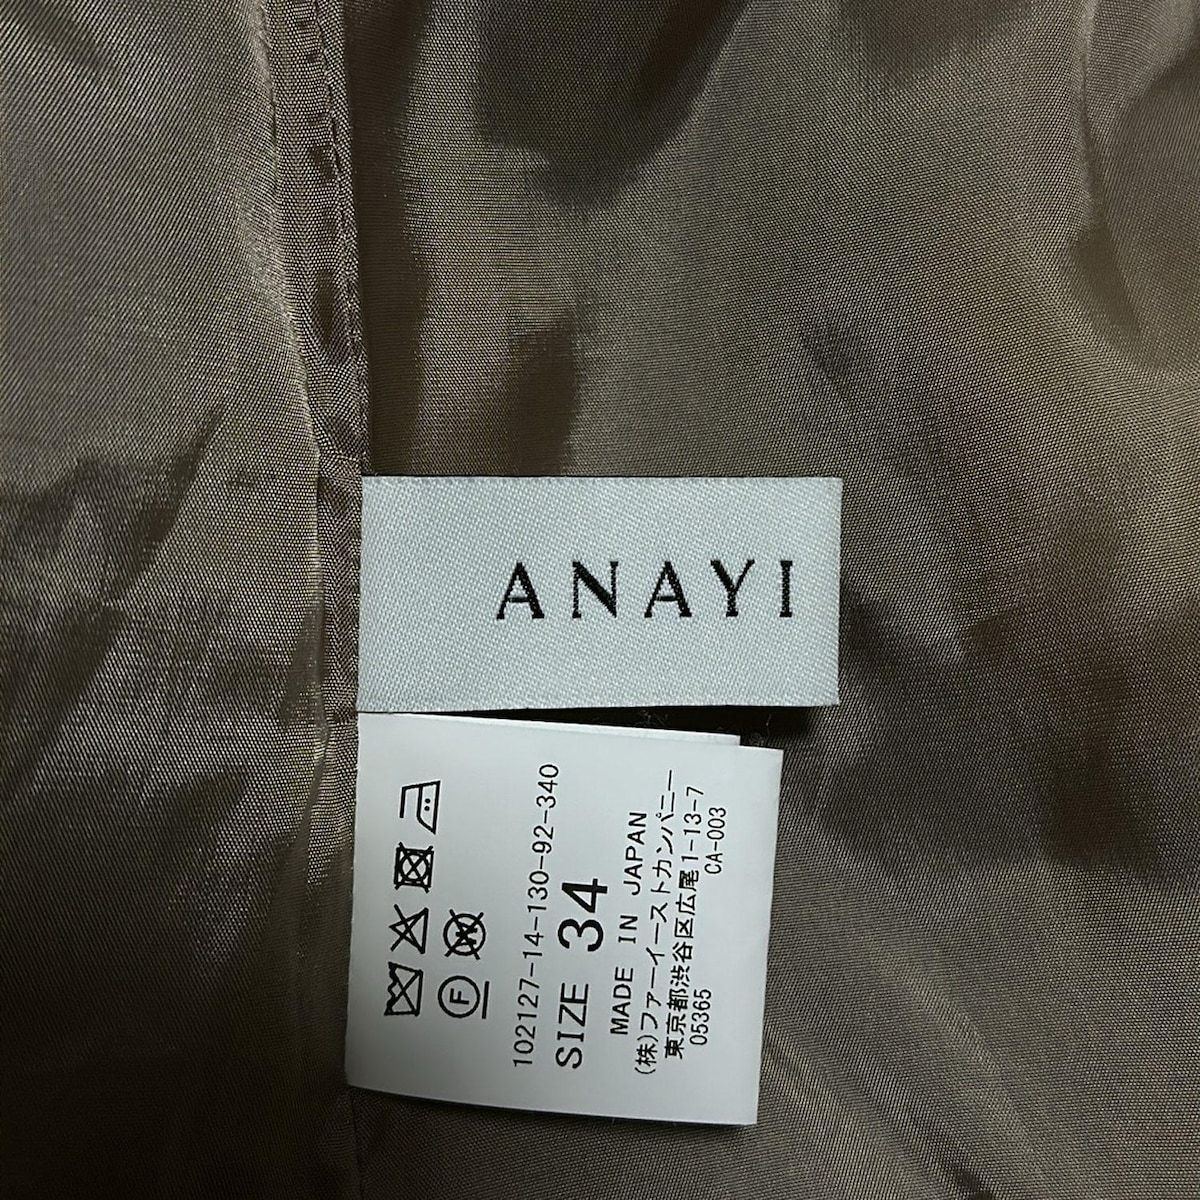 ANAYI
102127-14-130-92-340
SIZE 34
MADE IN JAPAN
(株)ファーイーストカンパニー
東京都渋谷区広尾1-13-7
05365 CA-003
F
W